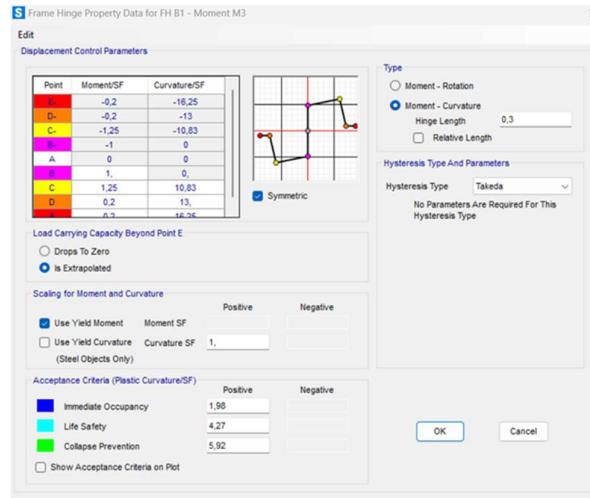 S Frame Hinge Property Data for FH B1 - Moment M3
Edit
Displacement Control Parameters
Point Moment/SF Curvature/SF
E- -0,2 -16,25
D- -0,2 -13
C- -1,25 -10,83
B- -1 0
A 0 0
B 1, 0,
C 1,25 10,83
D 0,2 13,
0,2 16,25
Symmetric
Load Carrying Capacity Beyond Point E
Drops To Zero
Is Extrapolated
Scaling for Moment and Curvature
Positive Negative
Use Yield Moment Moment SF
Use Yield Curvature Curvature SF 1,
(Steel Objects Only)
Acceptance Criteria (Plastic Curvature/SF)
Positive Negative
Immediate Occupancy 1,98
Life Safety 4,27
Collapse Prevention 5,92
Show Acceptance Criteria on Plot
Type
Moment - Rotation
Moment - Curvature
Hinge Length 0,3
Relative Length
Hysteresis Type And Parameters
Hysteresis Type Takeda
No Parameters Are Required For This
Hysteresis Type
OK Cancel